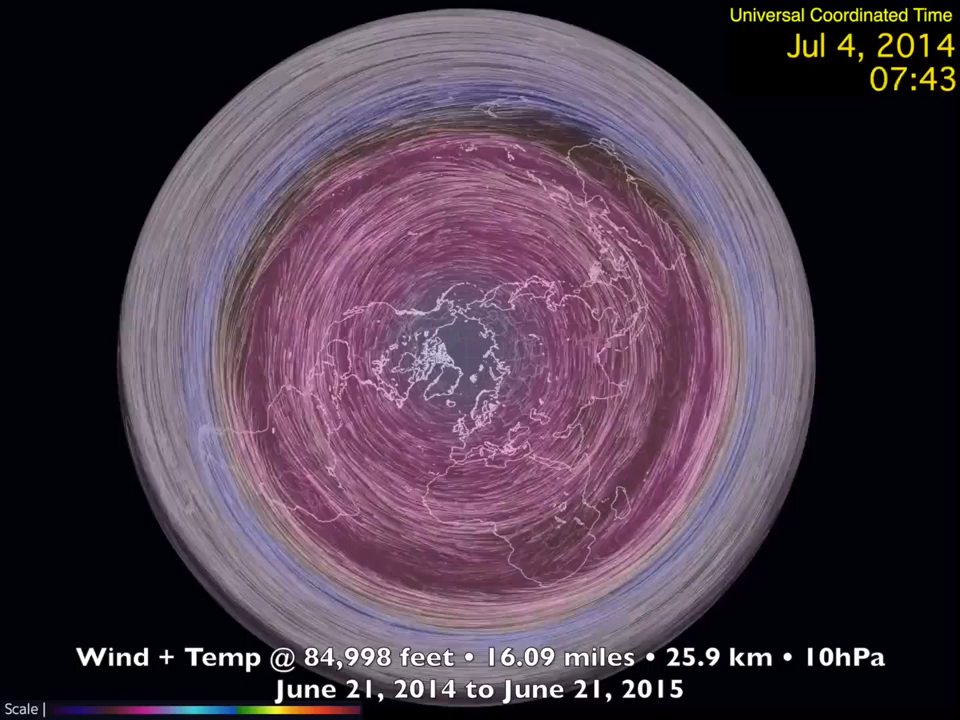 Universal Coordinated Time
Jul 4, 2014
07:43
Wind + Temp @ 84,998 feet • 16.09 miles • 25.9 km • 10hPa
June 21, 2014 to June 21, 2015
Scale |